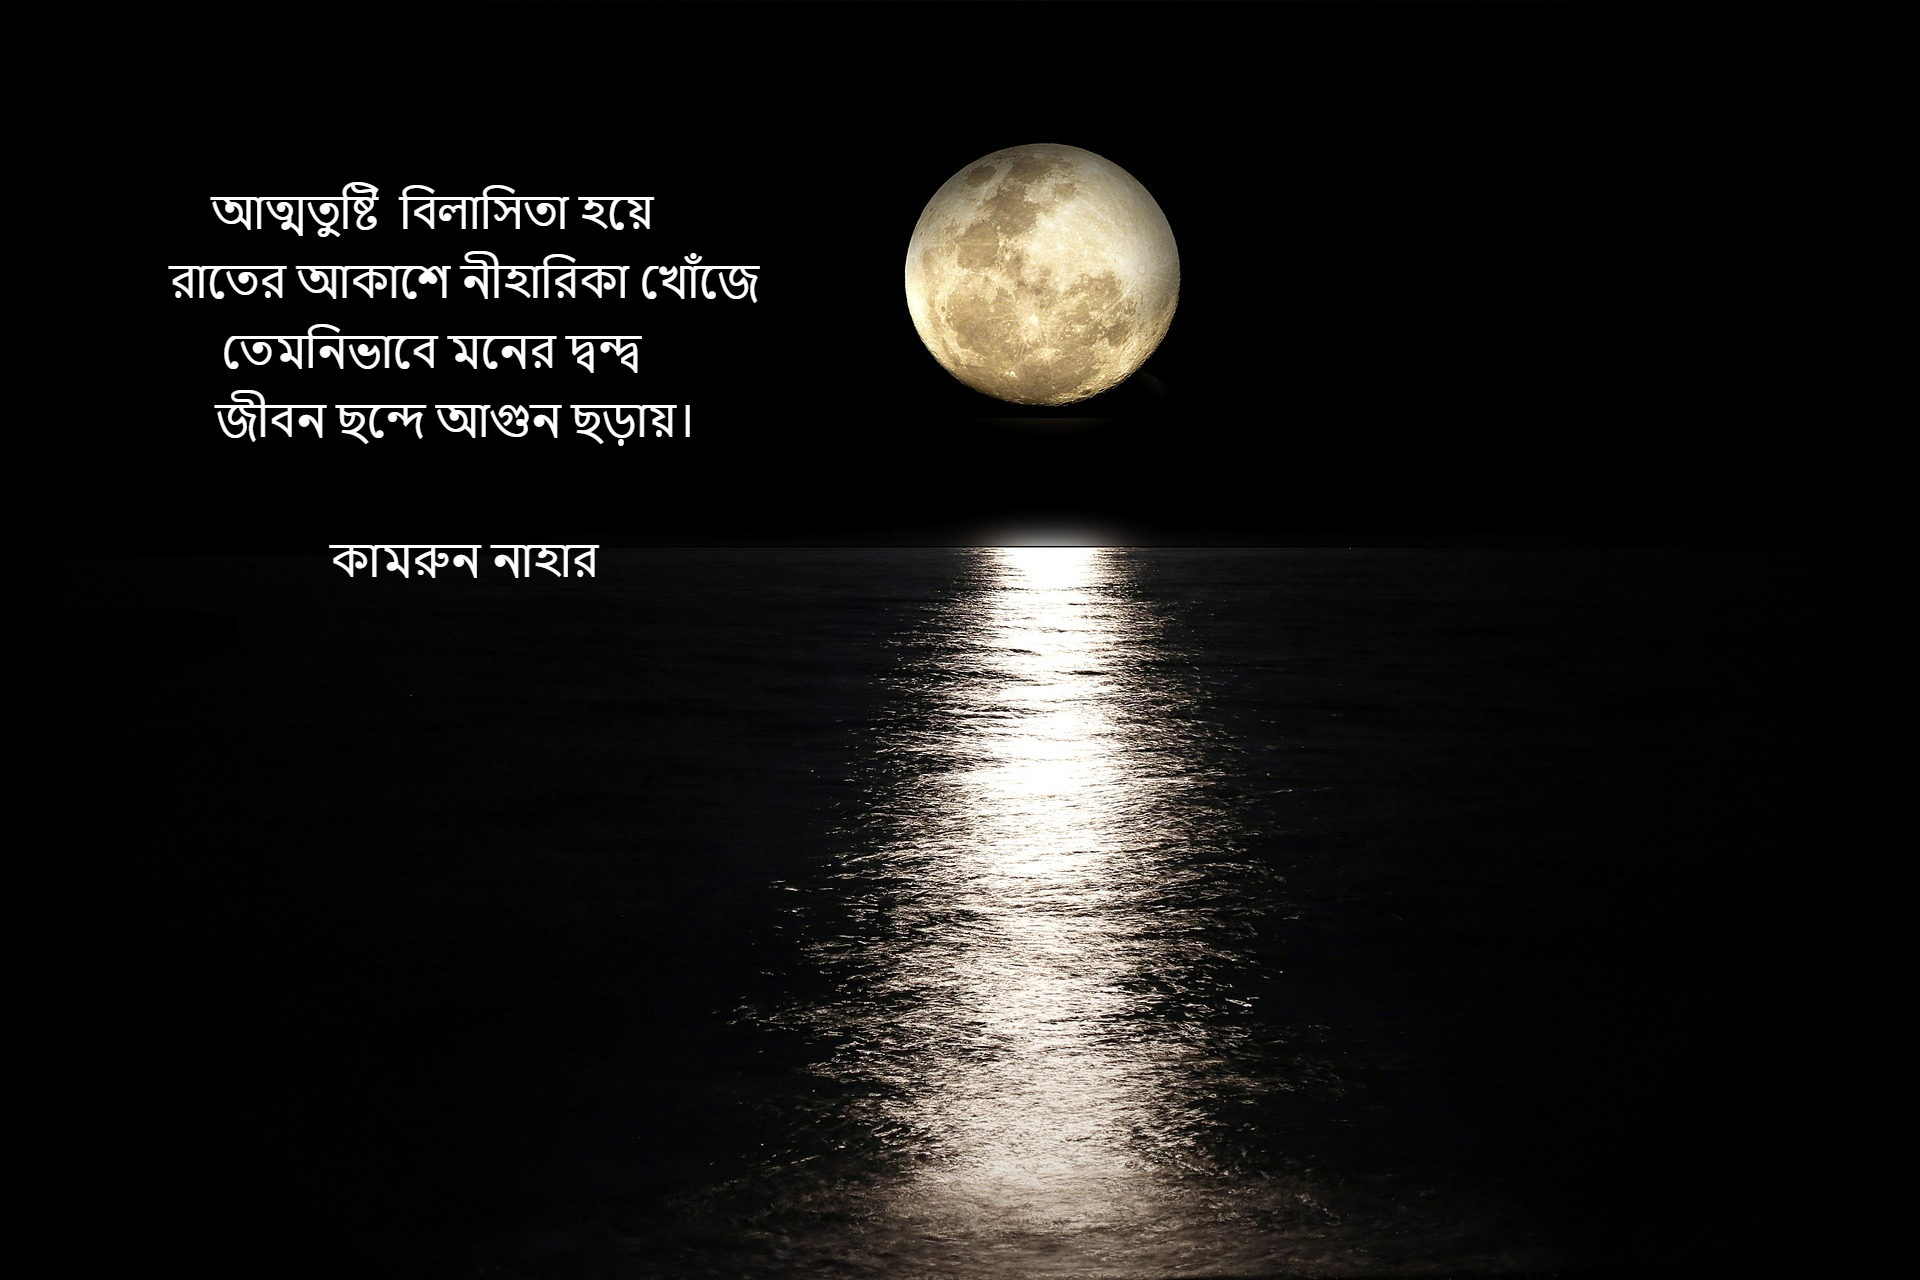 আত্মতুষ্টি বিলাসিতা হয়ে
রাতের আকাশে নীহারিকা খোঁজে
তেমনিভাবে মনের দ্বন্দ্ব
জীবন ছন্দে আগুন ছড়ায়।
কামরুন নাহার